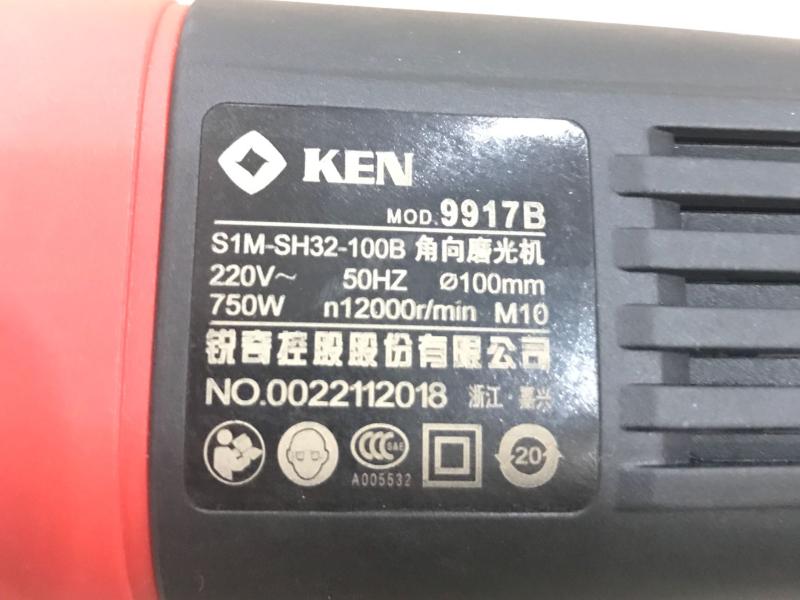 KEN
MOD.9917B
S1M-SH32-100B 角向磨光机
220V～ 50HZ Ø100mm
750W n12000r/min M10
锐奇控股股份有限公司
NO.0022112018 浙江·嘉兴
CCC S&E
A005532
20